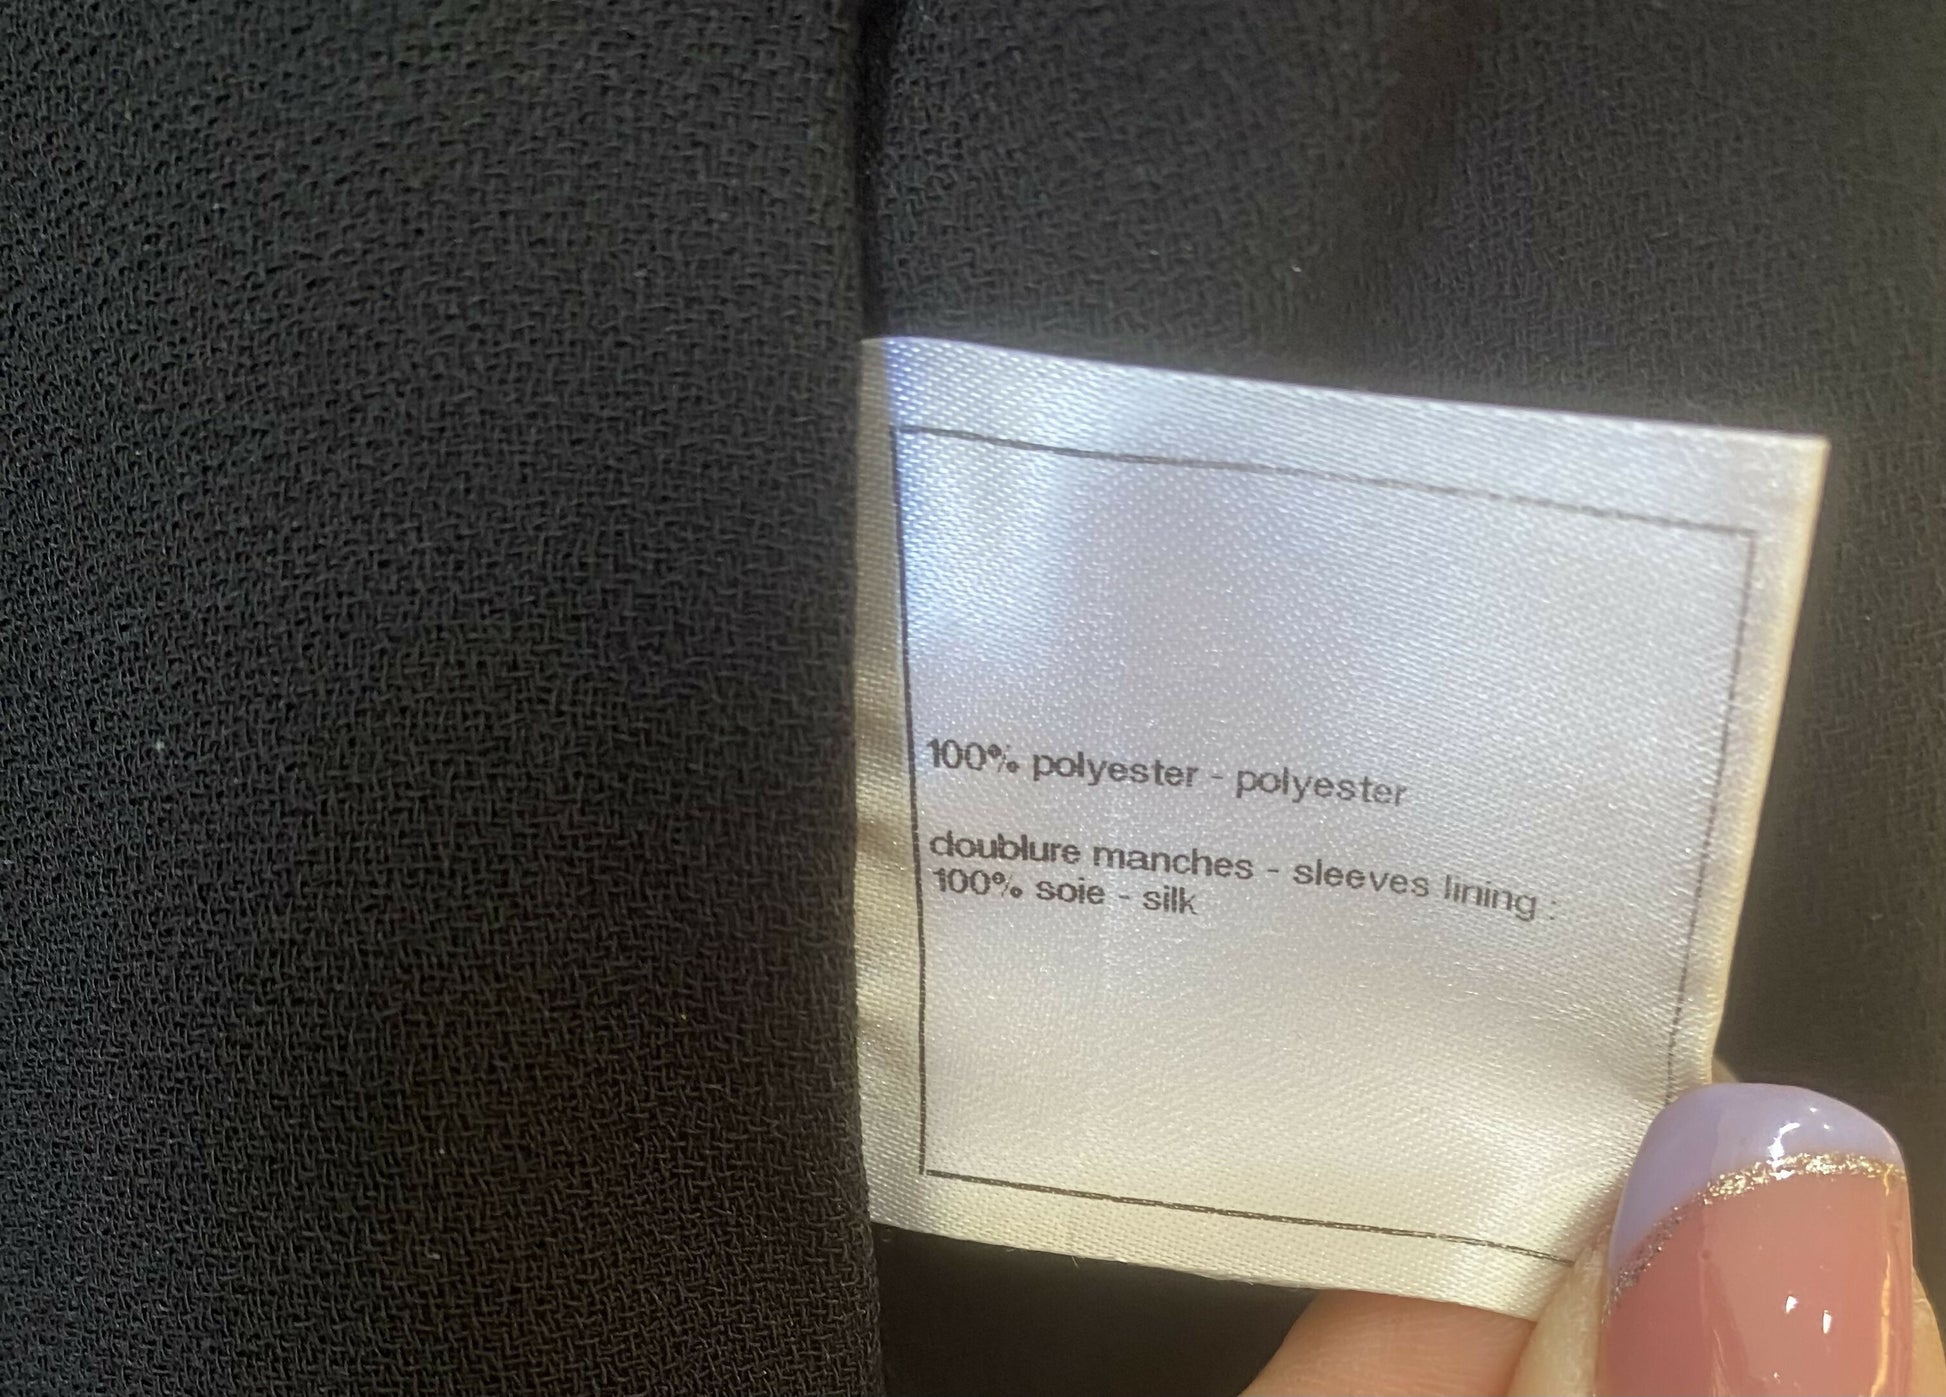 100% polyester - polyester
doublure manches - sleeves lining :
100% soie - silk